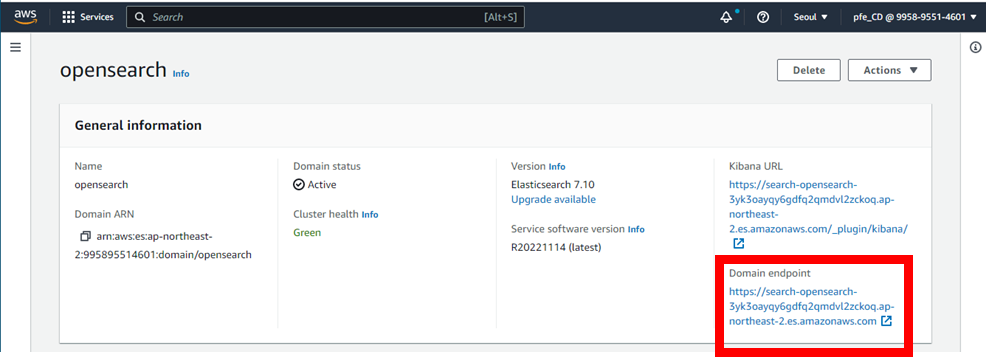 aws
Services
Search
[Alt+S]
Seoul ▼
pfe_CD @ 9958-9551-4601 ▼
opensearch Info
Delete
Actions ▼
General information
Name
opensearch
Domain ARN
arn:aws:es:ap-northeast-
2:995895514601:domain/opensearch
Domain status
Active
Cluster health Info
Green
Version Info
Elasticsearch 7.10
Upgrade available
Service software version Info
R20221114 (latest)
Kibana URL
https://search-opensearch-
3yk3oayqy6gdfq2qmdvl2zckoq.ap-
northeast-
2.es.amazonaws.com/_plugin/kibana/
Domain endpoint
https://search-opensearch-
3yk3oayqy6gdfq2qmdvl2zckoq.ap-
northeast-2.es.amazonaws.com